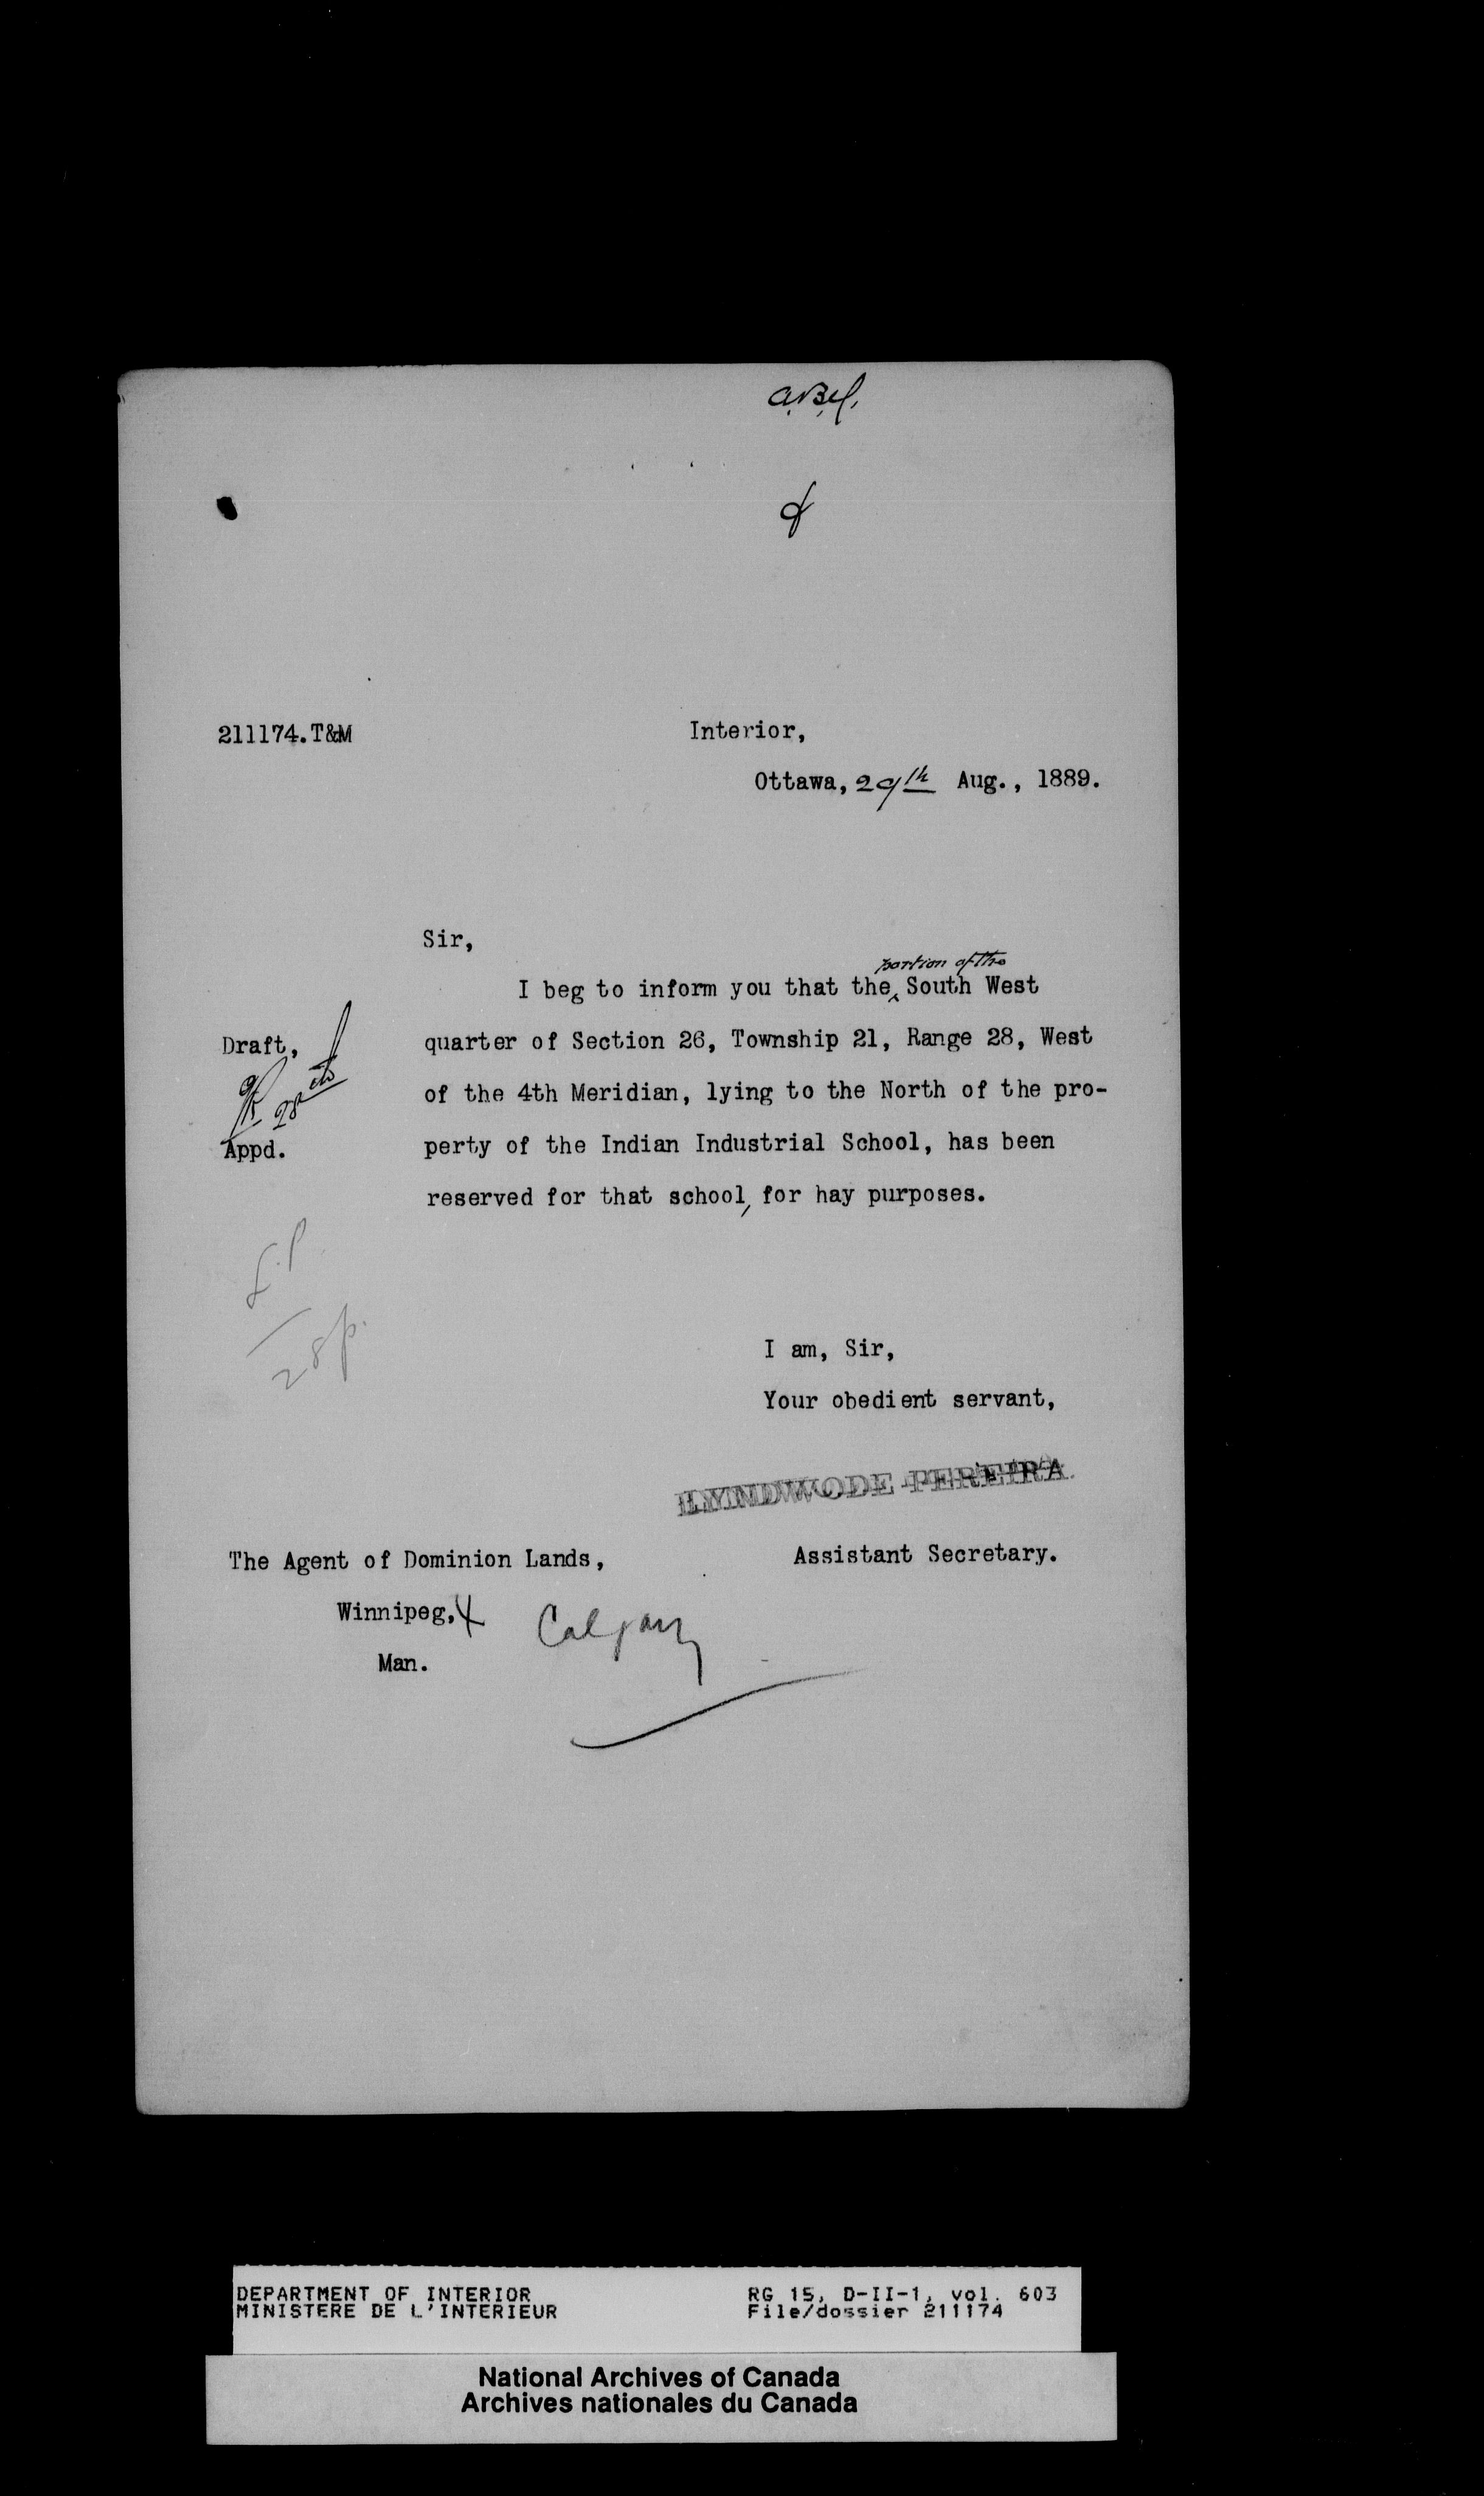 211174.T&M
Interior,
Ottawa, 29th Aug., 1889.
Sir,
portion of the
I beg to inform you that the South West
quarter of Section 26, Township 21, Range 28, West
of the 4th Meridian, lying to the North of the pro-
perty of the Indian Industrial School, has been
reserved for that school, for hay purposes.
Draft,
Appd.
I am, Sir,
Your obedient servant,
LYNDWODE PEREIRA
Assistant Secretary.
The Agent of Dominion Lands,
Winnipeg,
Calgary
Man.
DEPARTMENT OF INTERIOR
MINISTERE DE L'INTERIEUR
RG 15, D-II-1, vol. 603
File/dossier 211174
National Archives of Canada
Archives nationales du Canada